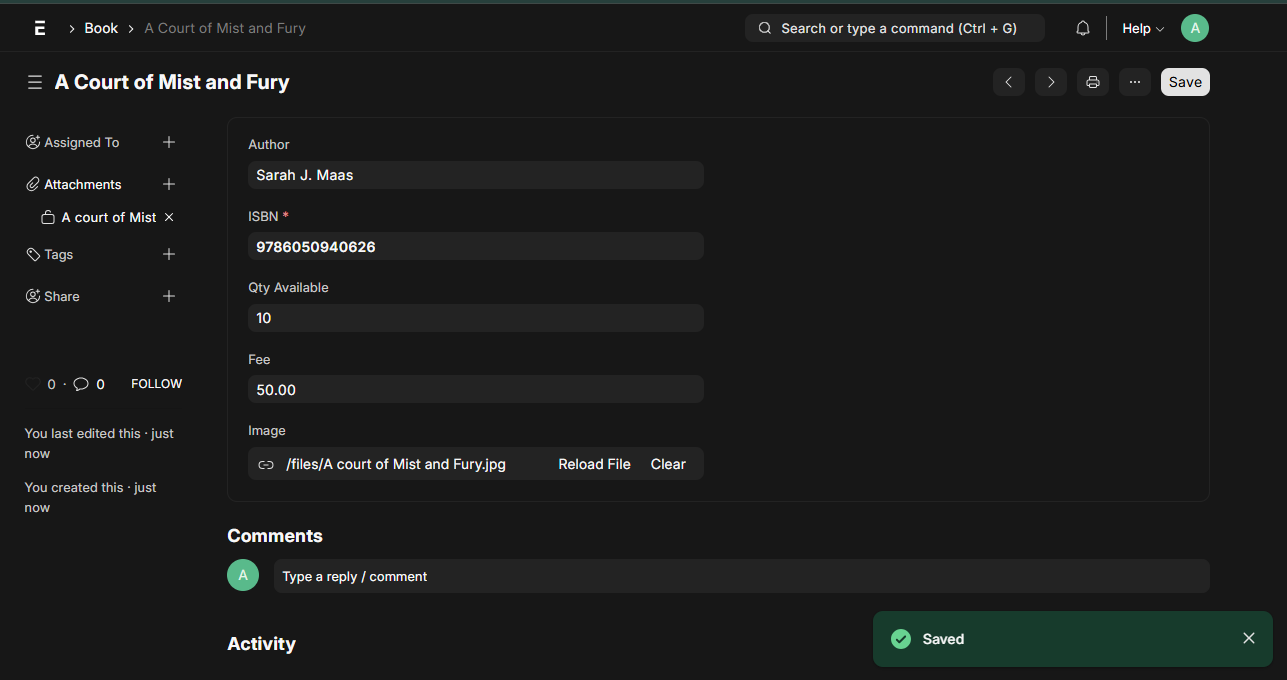 E
Book
A Court of Mist and Fury
Search or type a command (Ctrl + G)
Help
A
A Court of Mist and Fury
Save
Assigned To
Attachments
A court of Mist
Tags
Share
0 · 0 FOLLOW
You last edited this · just
now
You created this · just
now
Author
Sarah J. Maas
ISBN *
9786050940626
Qty Available
10
Fee
50.00
Image
/files/A court of Mist and Fury.jpg Reload File Clear
Comments
A
Type a reply / comment
Activity
Saved